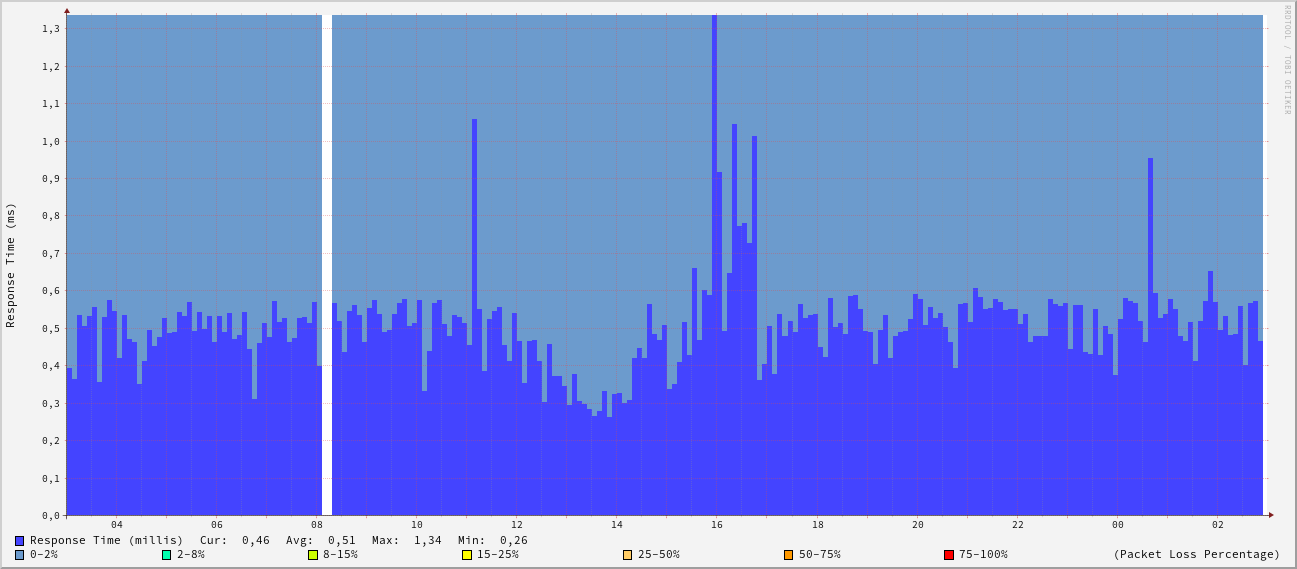 RRDTOOL / TOBI OETIKER
Response Time (ms)
1,3
1,2
1,1
1,0
0,9
0,8
0,7
0,6
0,5
0,4
0,3
0,2
0,1
0,0
04 06 08 10 12 14 16 18 20 22 00 02
Response Time (millis) Cur: 0,46 Avg: 0,51 Max: 1,34 Min: 0,26
0-2% 2-8% 8-15% 15-25% 25-50% 50-75% 75-100% (Packet Loss Percentage)